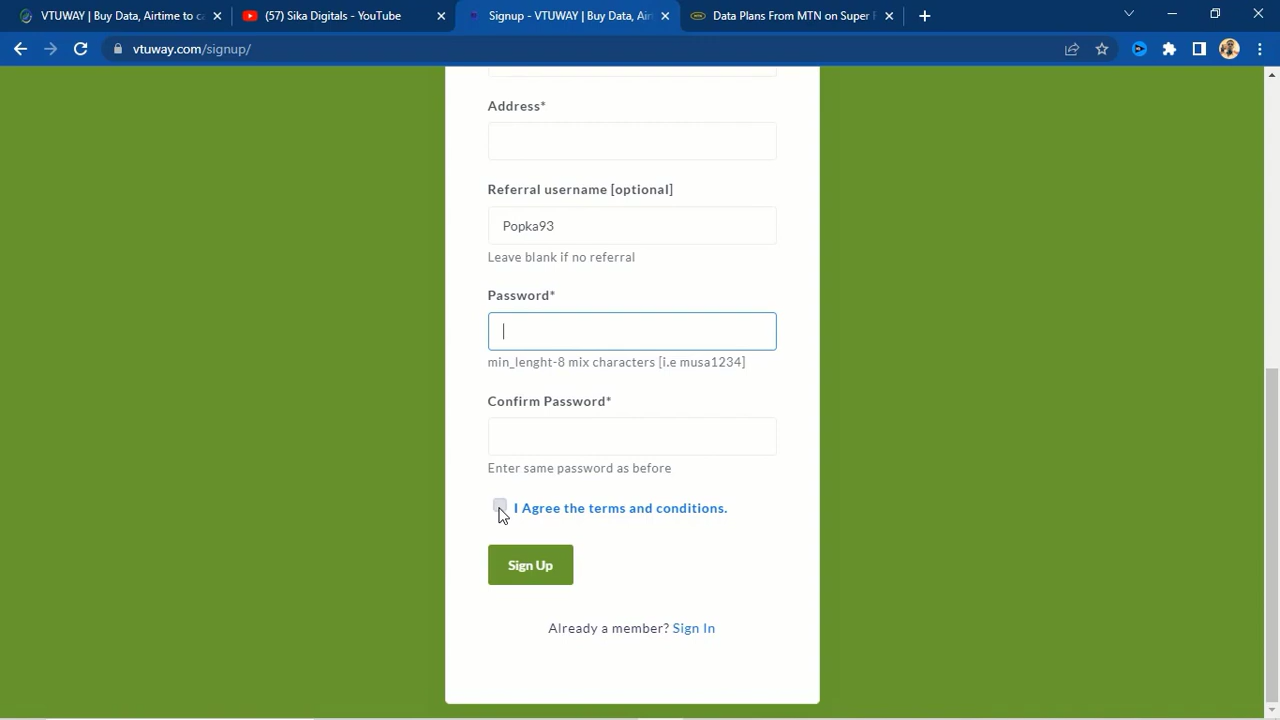 VTUWAY | Buy Data, Airtime to ca
(57) Sika Digitals - YouTube
Signup - VTUWAY | Buy Data, Airt
Data Plans From MTN on Super F
vtuway.com/signup/
Address*
Referral username [optional]
Popka93
Leave blank if no referral
Password*
min_lenght-8 mix characters [i.e musa1234]
Confirm Password*
Enter same password as before
I Agree the terms and conditions.
Sign Up
Already a member? Sign In